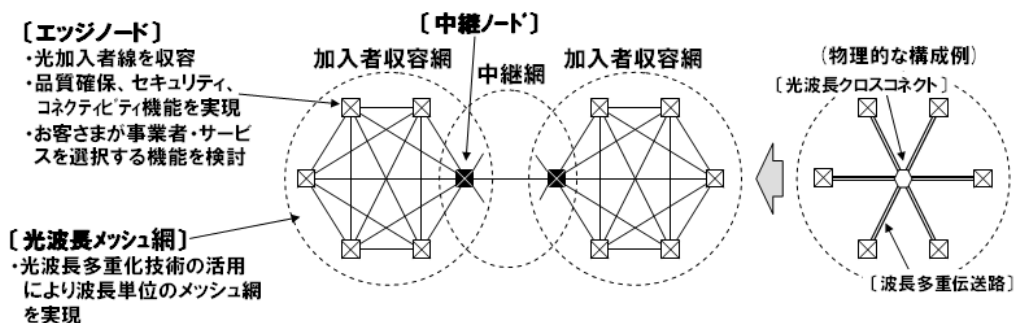 〔エッジノード〕
・光加入者線を収容
・品質確保、セキュリティ、
コネクティビティ機能を実現
・お客さまが事業者・サービ
スを選択する機能を検討
〔光波長メッシュ網〕
・光波長多重化技術の活用
により波長単位のメッシュ網
を実現
〔中継ノード〕
加入者収容網
中継網
加入者収容網
(物理的な構成例)
〔光波長クロスコネクト〕
〔波長多重伝送路〕